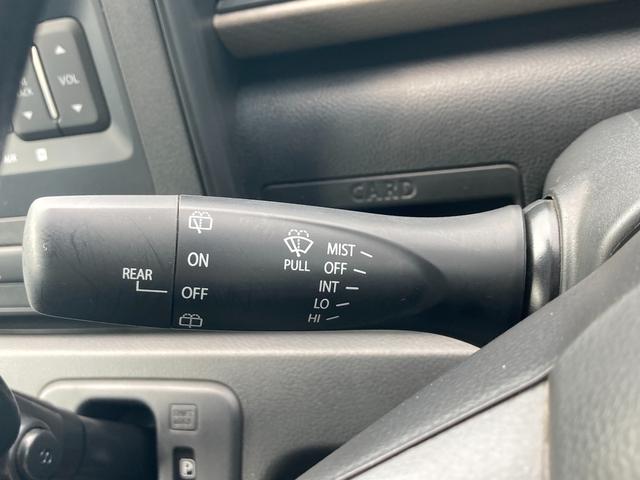 VOL
CARD
REAR
ON
OFF
PULL
MIST
OFF
INT
LO
HI
P